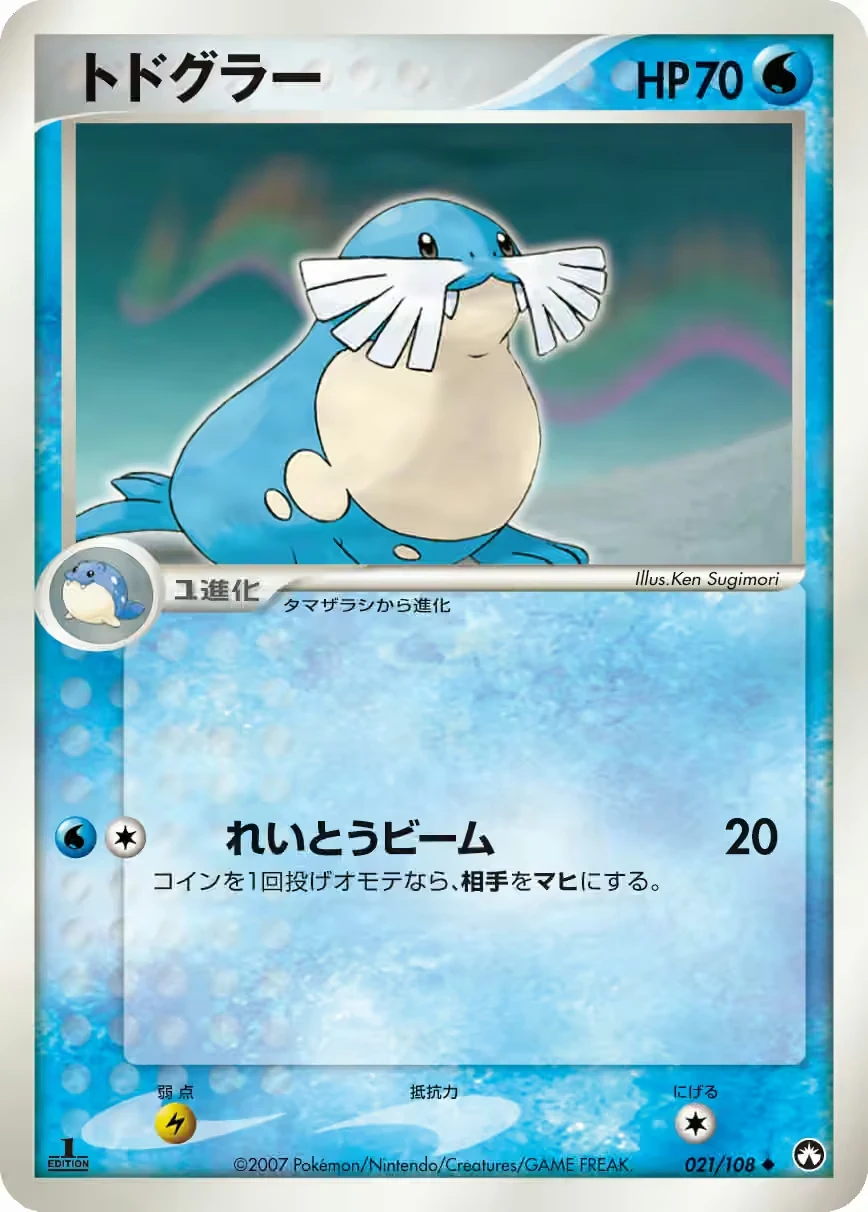 トドグラー HP70
Illus.Ken Sugimori
1進化 タマザラシから進化
れいとうビーム 20
コインを1回投げオモテなら、相手をマヒにする。
弱点 抵抗力 にげる
1 EDITION
©2007 Pokémon/Nintendo/Creatures/GAME FREAK. 021/108